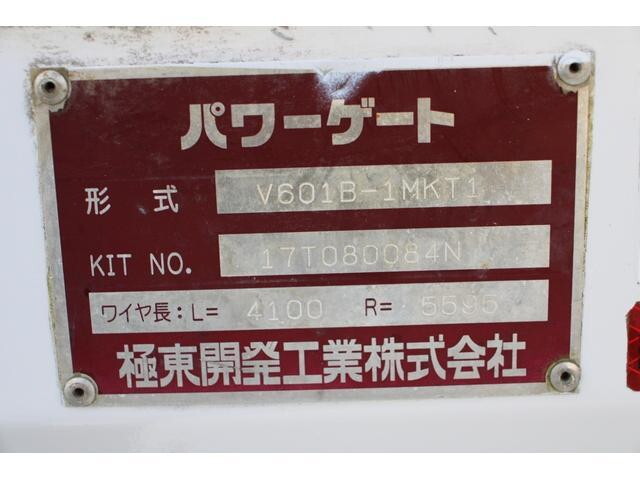 パワーゲート
形式 V601B-1MKT1
KIT NO. 17T080084N
ワイヤ長:L= 4100 R= 5595
極東開発工業株式会社